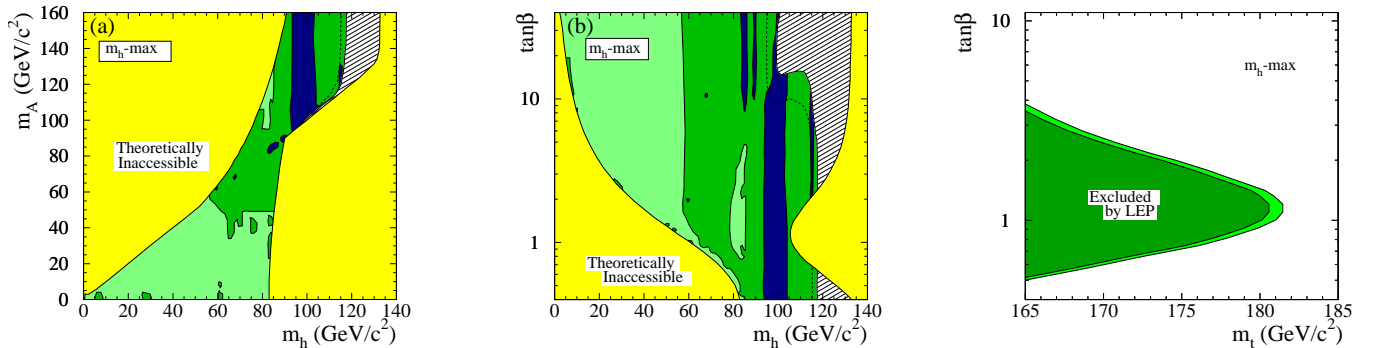 m_A (GeV/c²)
160
140
120
100
80
60
40
20
0
(a)
m_h-max
Theoretically
Inaccessible
0 20 40 60 80 100 120 140
m_h (GeV/c²)
tanβ
10
1
(b)
m_h-max
Theoretically
Inaccessible
0 20 40 60 80 100 120 140
m_h (GeV/c²)
tanβ
10
1
m_h-max
Excluded
by LEP
165 170 175 180 185
m_t (GeV/c²)